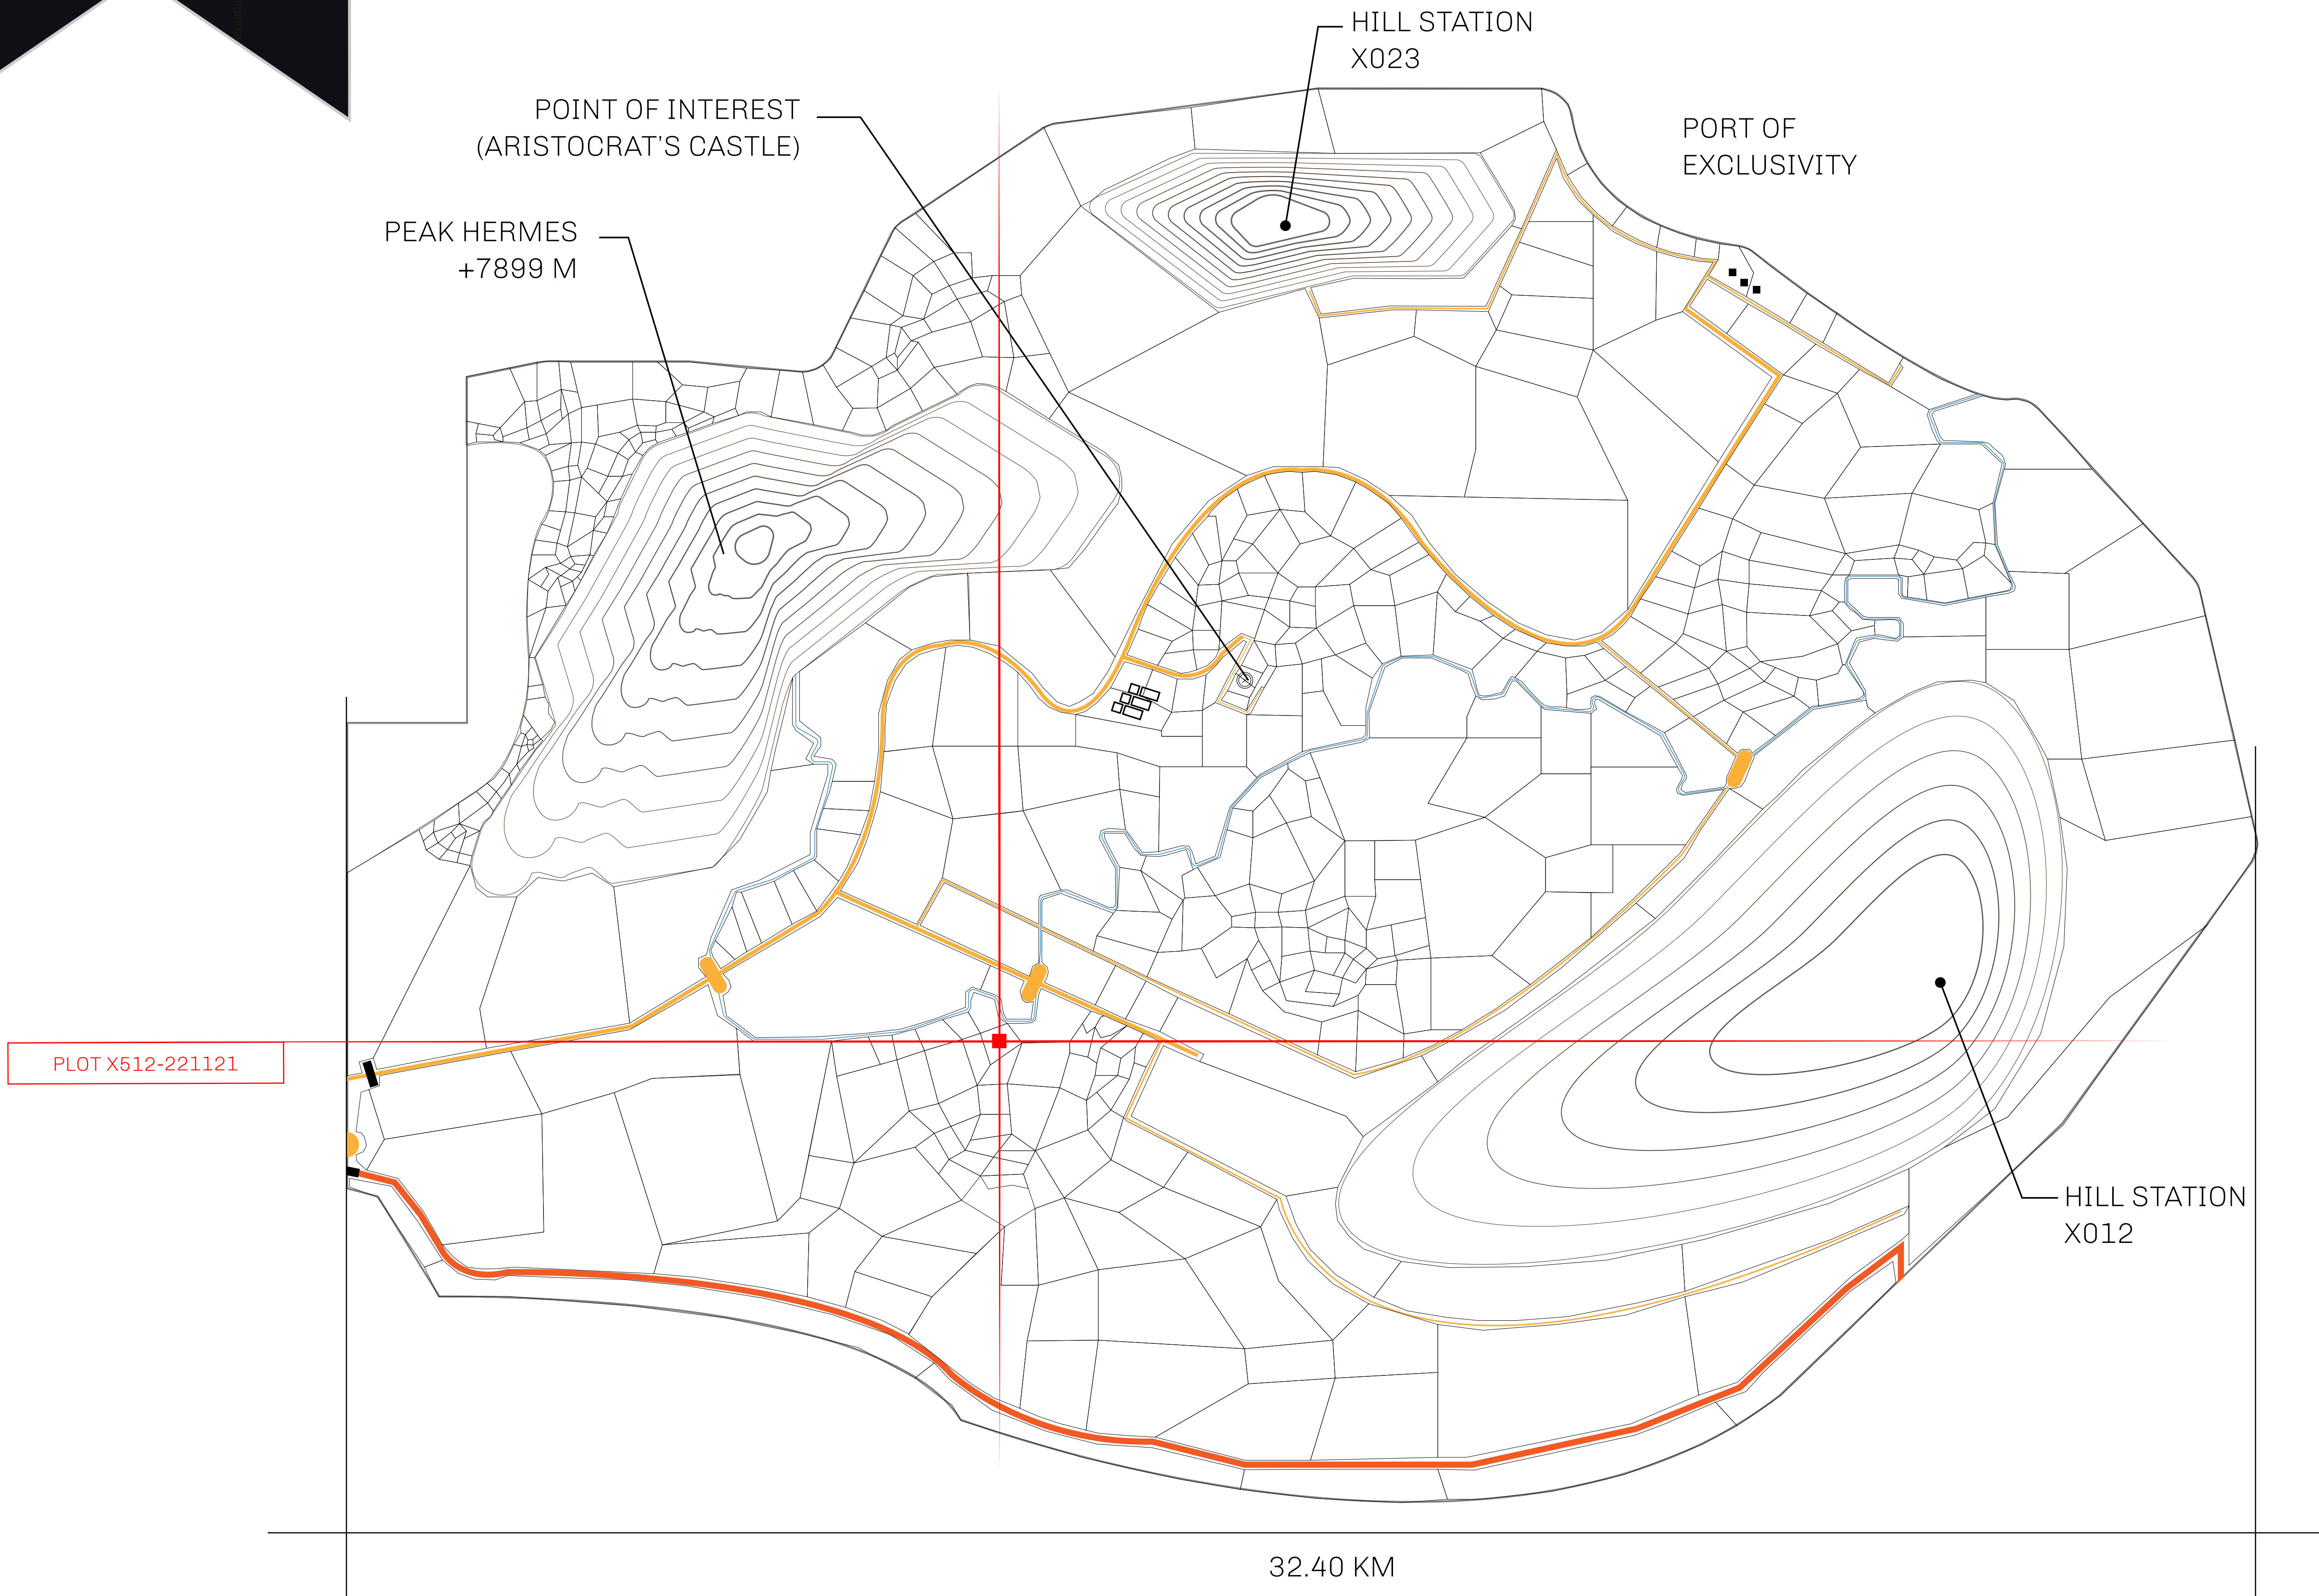 HILL STATION
X023
POINT OF INTEREST
(ARISTOCRAT'S CASTLE)
PORT OF
EXCLUSIVITY
PEAK HERMES
+7899 M
PLOT X512-221121
HILL STATION
X012
32.40 KM